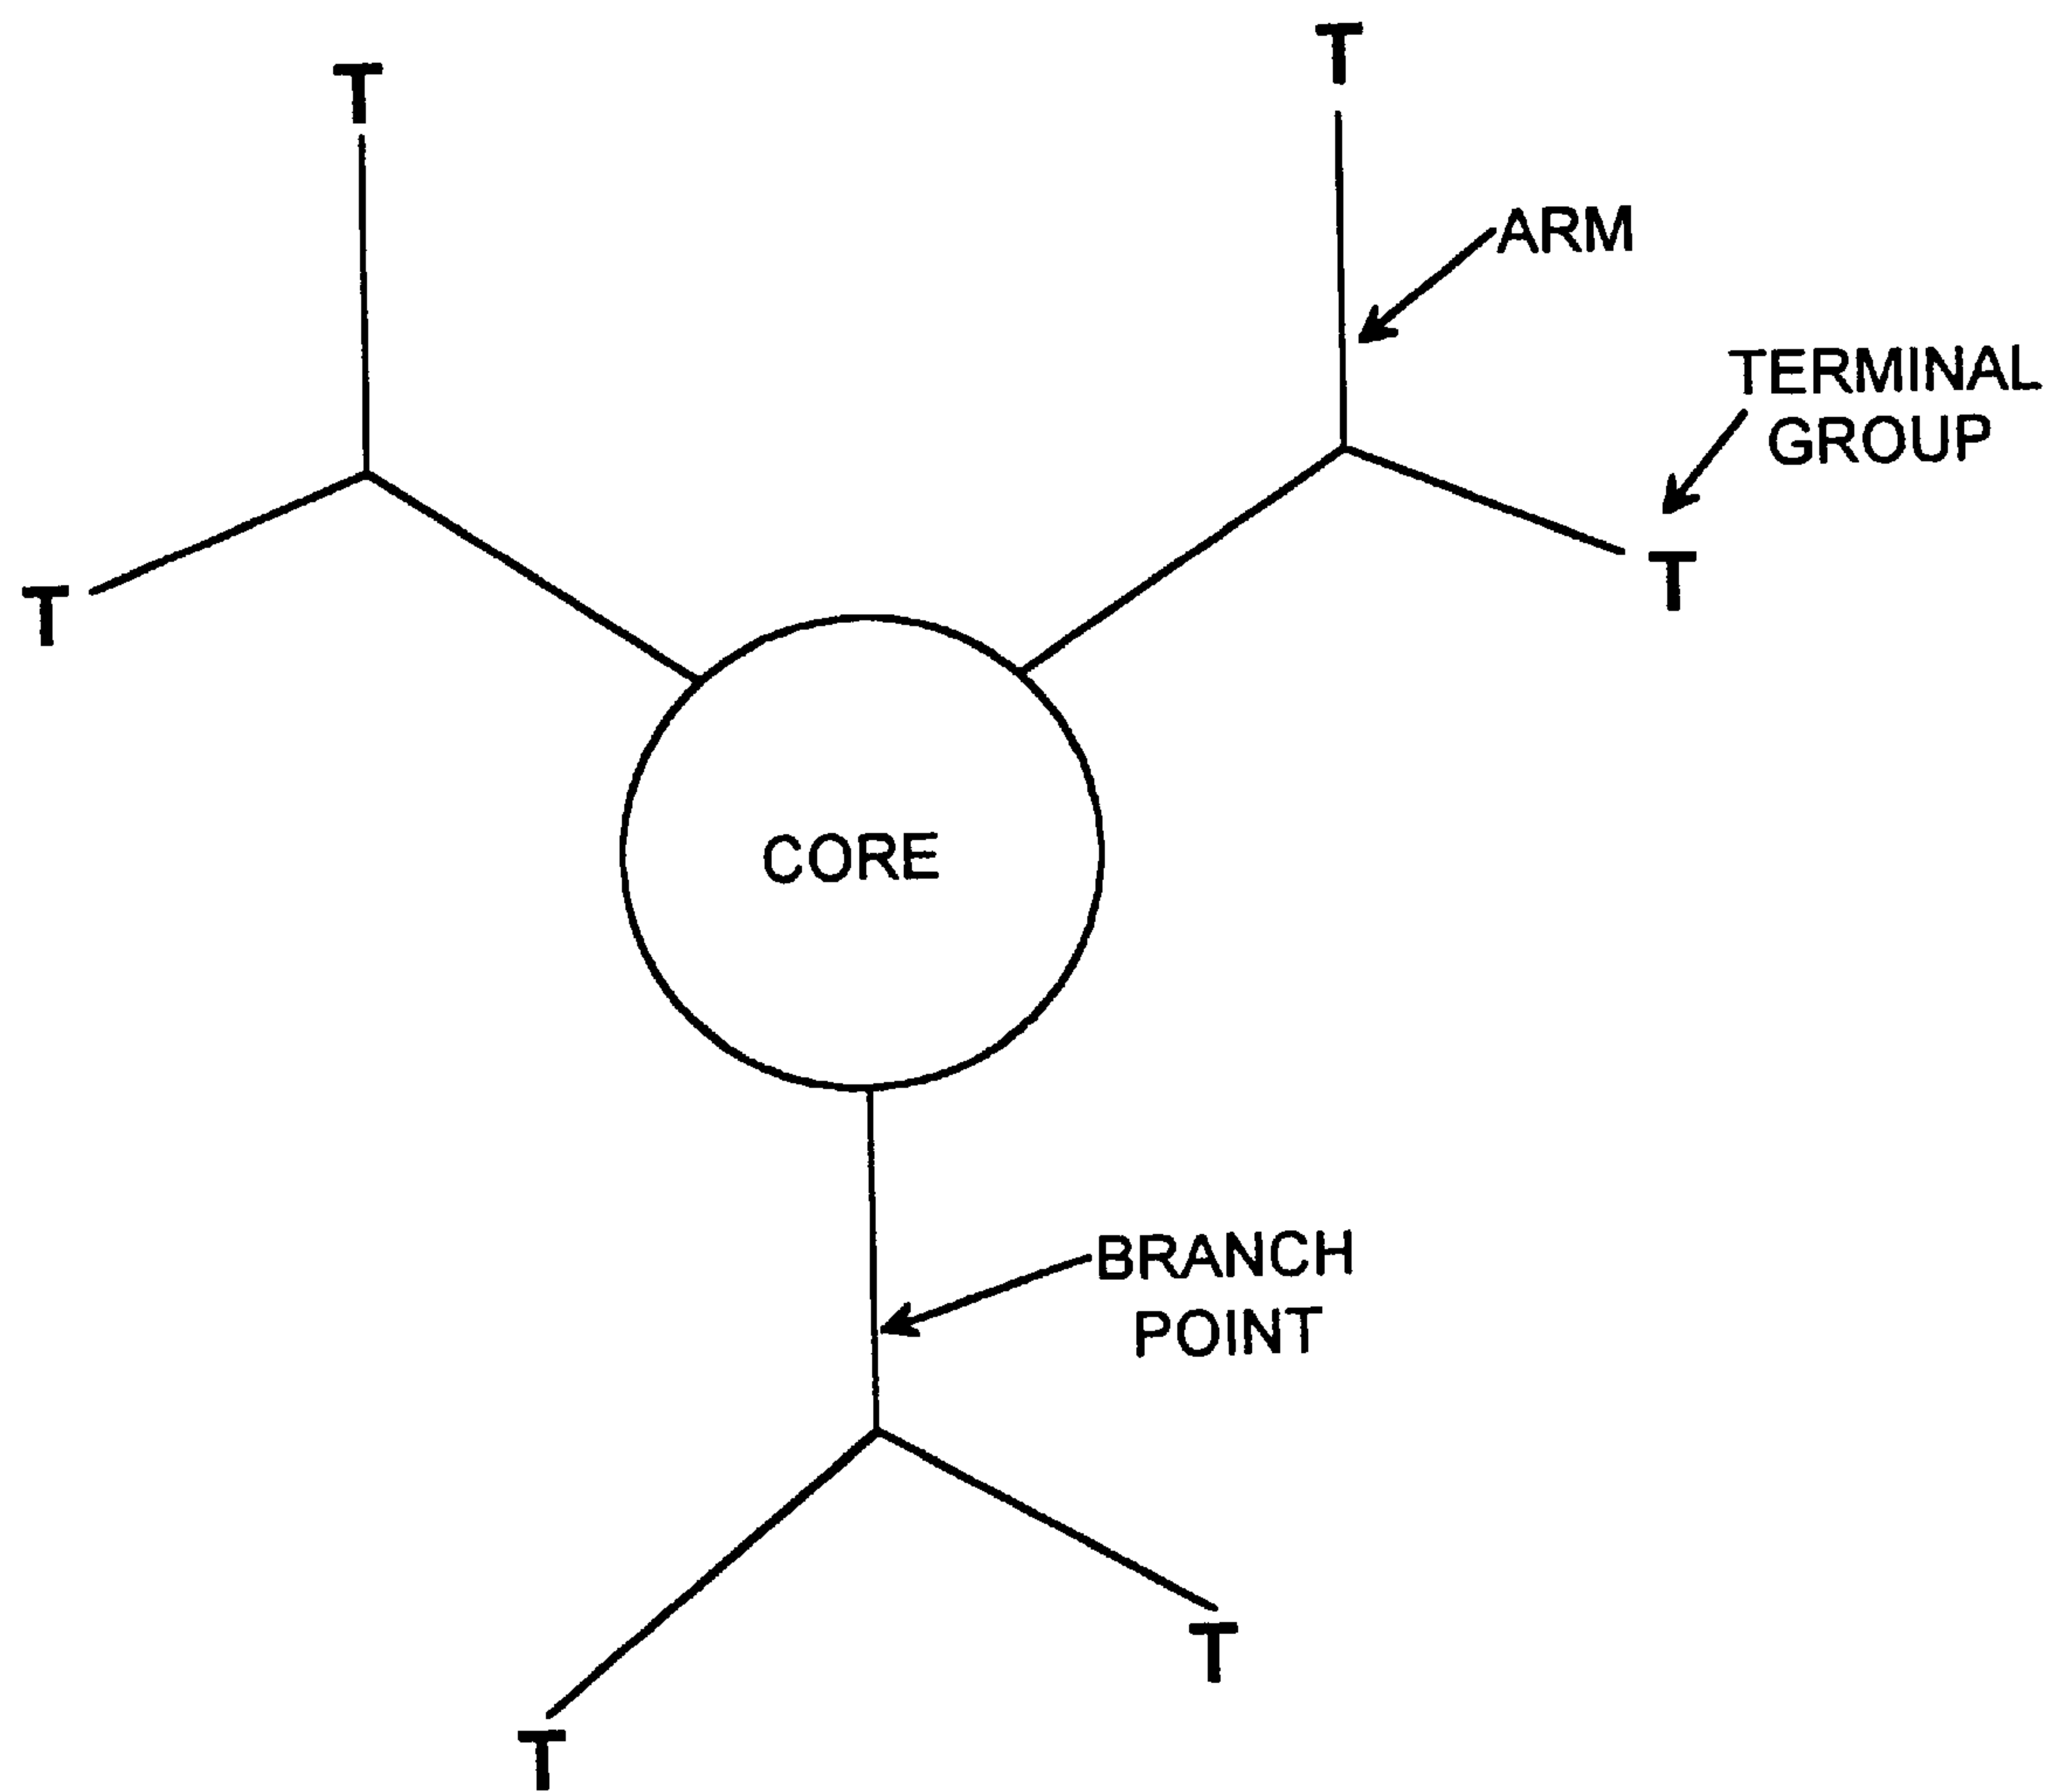 T
T
ARM
TERMINAL
GROUP
T
T
CORE
BRANCH
POINT
T
T